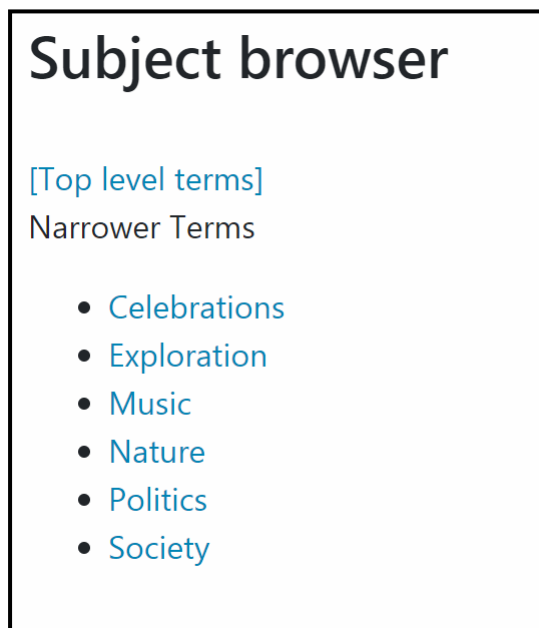 Subject browser
[Top level terms]
Narrower Terms
Celebrations
Exploration
Music
Nature
Politics
Society